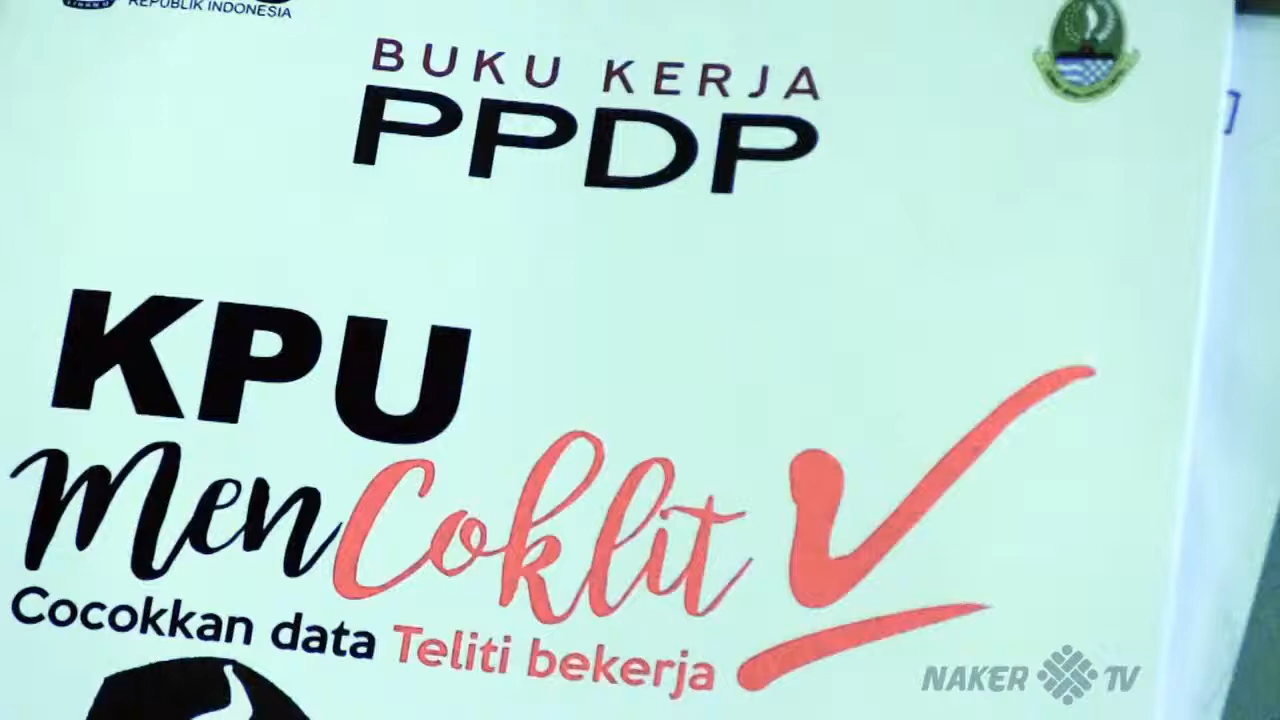 REPUBLIK INDONESIA
BUKU KERJA
PPDP
KPU
MenCoklit
Cocokkan data Teliti bekerja
NAKER TV